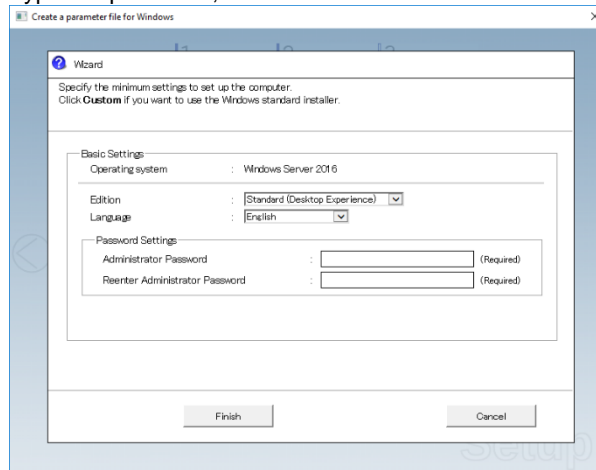 Create a parameter file for Windows
Wizard
Specify the minimum settings to set up the computer.
Click Custom if you want to use the Windows standard installer.
Basic Settings
Operating system : Windows Server 2016
Edition : Standard (Desktop Experience)
Language : English
Password Settings
Administrator Password : (Required)
Reenter Administrator Password : (Required)
Finish Cancel
Setup